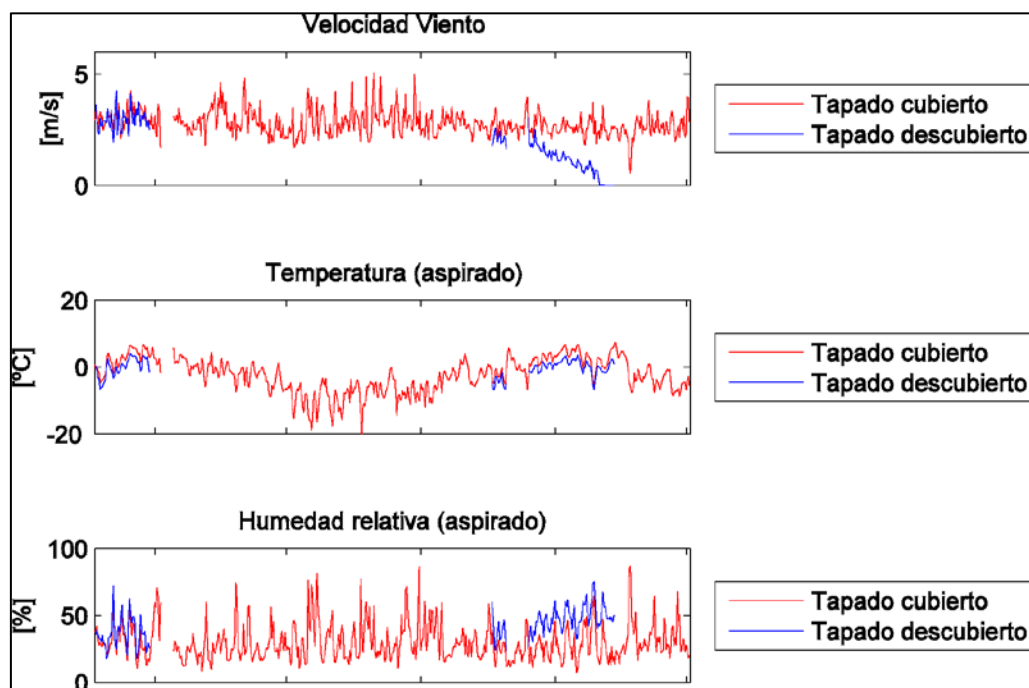 Velocidad Viento
5
[m/s]
0
Tapado cubierto
Tapado descubierto
Temperatura (aspirado)
20
[ºC]
0
-20
Tapado cubierto
Tapado descubierto
Humedad relativa (aspirado)
100
[%]
50
0
Tapado cubierto
Tapado descubierto